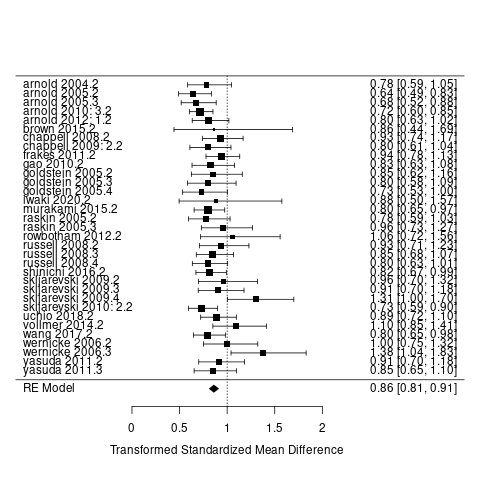 arnold 2004.2 0.78 [0.59, 1.05]
arnold 2005.2 0.64 [0.49, 0.83]
arnold 2005.3 0.68 [0.52, 0.88]
arnold 2010: 3.2 0.72 [0.60, 0.85]
arnold 2012: 1.2 0.80 [0.63, 1.02]
brown 2015.2 0.86 [0.44, 1.69]
chappell 2008.2 0.93 [0.74, 1.17]
chappell 2009: 2.2 0.80 [0.61, 1.04]
frakes 2011.2 0.94 [0.78, 1.13]
gao 2010.2 0.83 [0.63, 1.08]
goldstein 2005.2 0.85 [0.62, 1.16]
goldstein 2005.3 0.80 [0.58, 1.09]
goldstein 2005.4 0.73 [0.53, 1.00]
iwaki 2020.2 0.88 [0.50, 1.57]
murakami 2015.2 0.80 [0.65, 0.97]
raskin 2005.2 0.78 [0.59, 1.03]
raskin 2005.3 0.96 [0.73, 1.27]
rowbotham 2012.2 1.06 [0.72, 1.56]
russell 2008.2 0.93 [0.71, 1.23]
russell 2008.3 0.85 [0.68, 1.07]
russell 2008.4 0.80 [0.63, 1.01]
shinichi 2016.2 0.82 [0.67, 0.99]
skljarevski 2009.2 0.96 [0.70, 1.32]
skljarevski 2009.3 0.91 [0.70, 1.18]
skljarevski 2009.4 1.31 [1.00, 1.70]
skljarevski 2010: 2.2 0.73 [0.59, 0.90]
uchio 2018.2 0.89 [0.72, 1.10]
vollmer 2014.2 1.10 [0.85, 1.41]
wang 2017.2 0.80 [0.65, 0.98]
wernicke 2006.2 1.00 [0.75, 1.32]
wernicke 2006.3 1.38 [1.04, 1.83]
yasuda 2011.2 0.91 [0.70, 1.18]
yasuda 2011.3 0.85 [0.65, 1.10]
RE Model 0.86 [0.81, 0.91]
0 0.5 1 1.5 2
Transformed Standardized Mean Difference